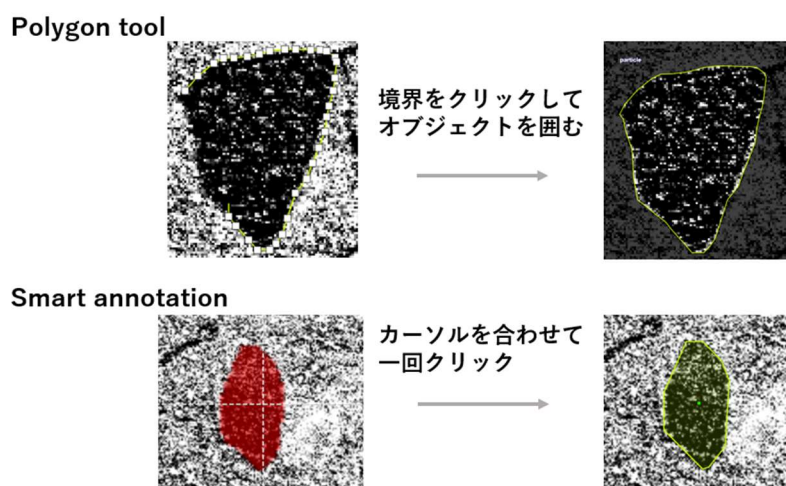 Polygon tool
境界をクリックして
オブジェクトを囲む
particle
Smart annotation
カーソルを合わせて
一回クリック